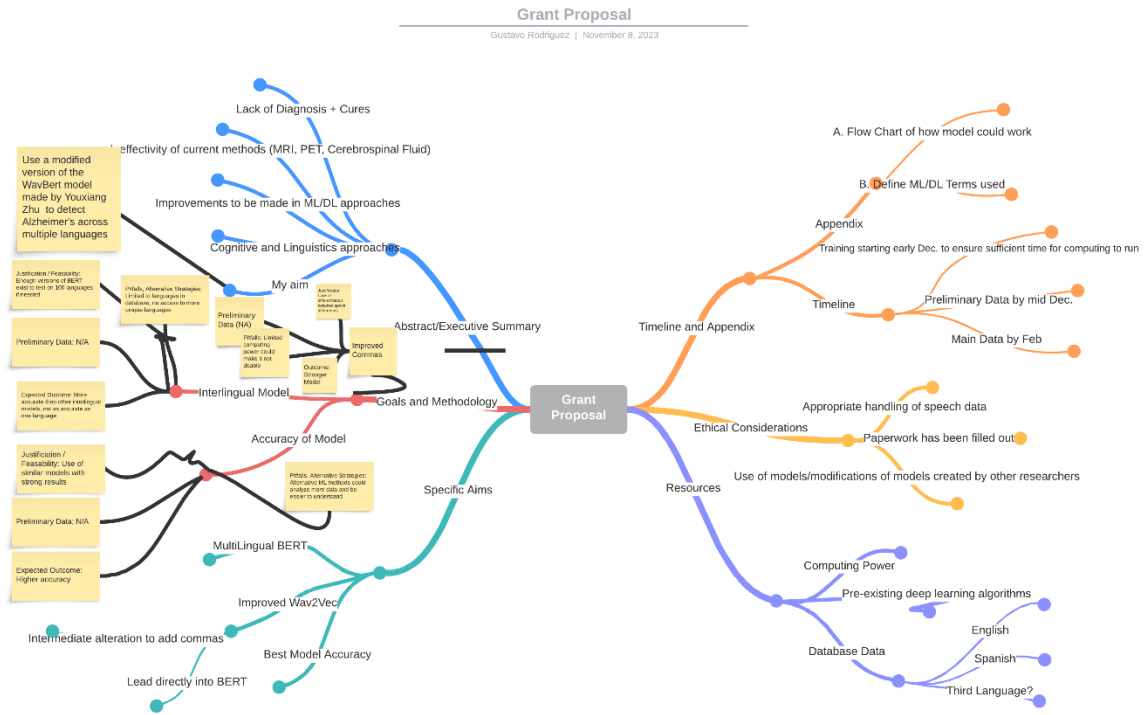 Grant Proposal
Gustavo Rodriguez | November 8, 2023
Lack of Diagnosis + Cures
effectivity of current methods (MRI, PET, Cerebrospinal Fluid)
Improvements to be made in ML/DL approaches
Cognitive and Linguistics approaches
My aim
Abstract/Executive Summary
Use a modified
version of the
WavBert model
made by Youxiang
Zhu to detect
Alzheimer's across
multiple languages
Justification / Feasability:
Enough versions of BERT
exist to test on 100 languages
if needed
Pitfalls, Alternative Strategies:
Limited to languages in
database, no access to more
unique languages
Preliminary Data: N/A
Expected Outcome: More
accurate than other interlingual
models, not as accurate as
one language
Preliminary
Data (NA)
Pitfalls: Limited
computing
power could
make it not
doable
Outcome:
Stronger
Model
Improved
Commas
Interlingual Model
Goals and Methodology
Accuracy of Model
Justification /
Feasability: Use of
similar models with
strong results
Preliminary Data: N/A
Expected Outcome:
Higher accuracy
Pitfalls, Alternative Strategies:
Alternative ML methods could
analyze more data and be
easier to understand
Specific Aims
MultiLingual BERT
Improved Wav2Vec
Intermediate alteration to add commas
Lead directly into BERT
Best Model Accuracy
Grant
Proposal
A. Flow Chart of how model could work
B. Define ML/DL Terms used
Appendix
Training starting early Dec. to ensure sufficient time for computing to run
Timeline
Preliminary Data by mid Dec.
Main Data by Feb
Timeline and Appendix
Appropriate handling of speech data
Ethical Considerations
Paperwork has been filled out
Use of models/modifications of models created by other researchers
Resources
Computing Power
Pre-existing deep learning algorithms
Database Data
English
Spanish
Third Language?